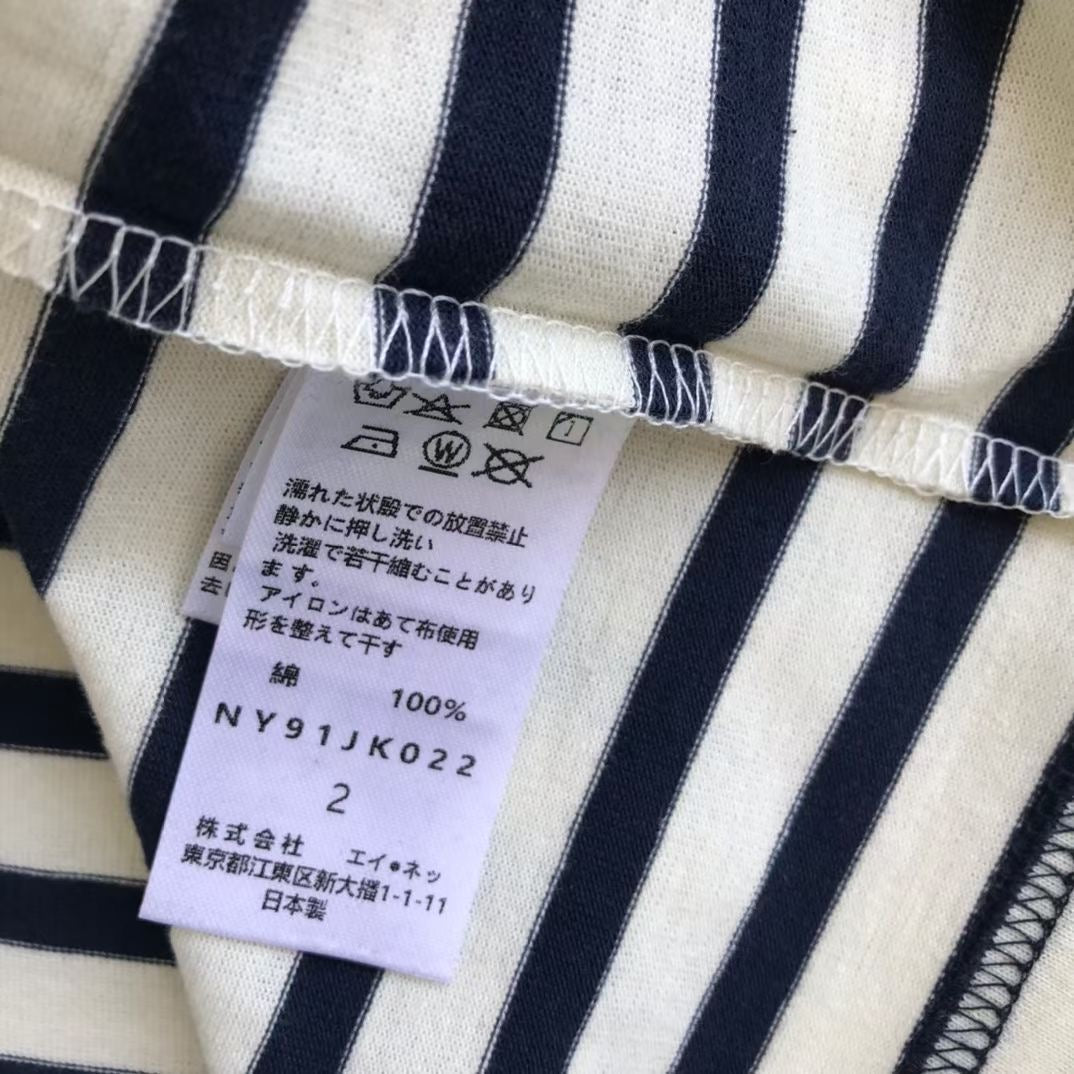 濡れた状殿での放置禁止
静かに押し洗い
洗濯で若干縮むことがあり
ます。
アイロンはあて布使用
形を整えて干す
綿 100%
NY91JK022
2
株式会社 エイ•ネッ
東京都江東区新大播1-1-11
日本製
去